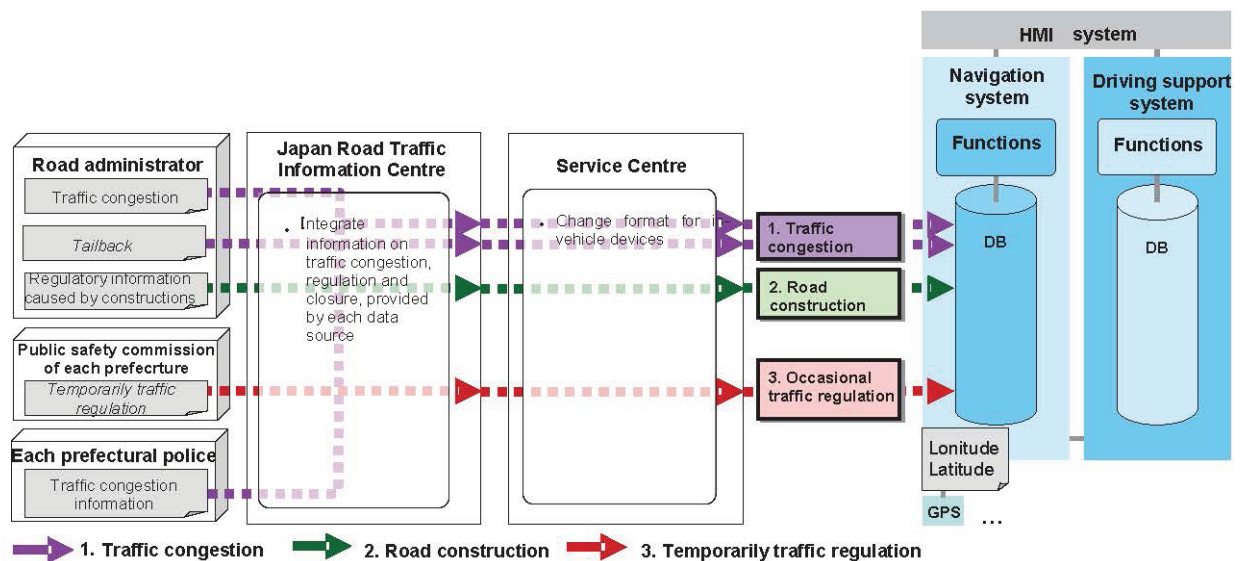 HMI system
Navigation
system
Driving support
system
Functions
Functions
DB
DB
Road administrator
Traffic congestion
Tailback
Regulatory information
caused by constructions
Public safety commission
of each prefecrture
Temporarily traffic
regulation
Each prefectural police
Traffic congestion
information
Japan Road Traffic
Information Centre
• Integrate
information on
traffic congestion,
regulation and
closure, provided
by each data
source
Service Centre
• Change format for in-
vehicle devices
1. Traffic
congestion
2. Road
construction
3. Occasional
traffic regulation
Lonitude
Latitude
GPS
...
1. Traffic congestion
2. Road construction
3. Temporarily traffic regulation